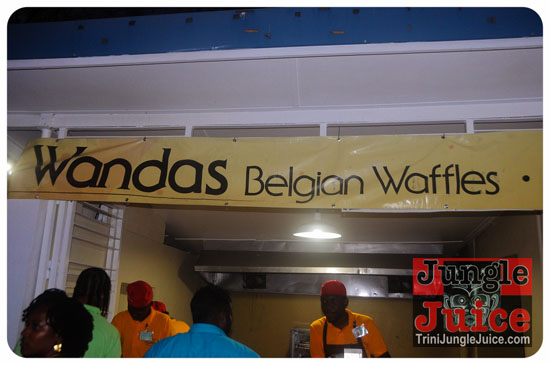 Wandas Belgian Waffles •
Jungle
Juice
TriniJungleJuice.com